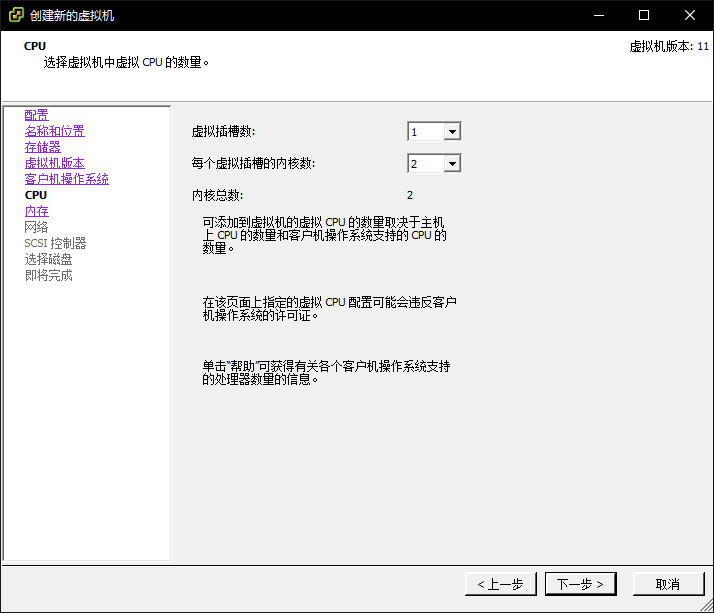 创建新的虚拟机
CPU
选择虚拟机中虚拟 CPU 的数量。
虚拟机版本: 11
配置
名称和位置
存储器
虚拟机版本
客户机操作系统
CPU
内存
网络
SCSI 控制器
选择磁盘
即将完成
虚拟插槽数:
1
每个虚拟插槽的内核数:
2
内核总数:
2
可添加到虚拟机的虚拟 CPU 的数量取决于主机
上 CPU 的数量和客户机操作系统支持的 CPU 的
数量。
在该页面上指定的虚拟 CPU 配置可能会违反客户
机操作系统的许可证。
单击“帮助”可获得有关各个客户机操作系统支持
的处理器数量的信息。
< 上一步
下一步 >
取消